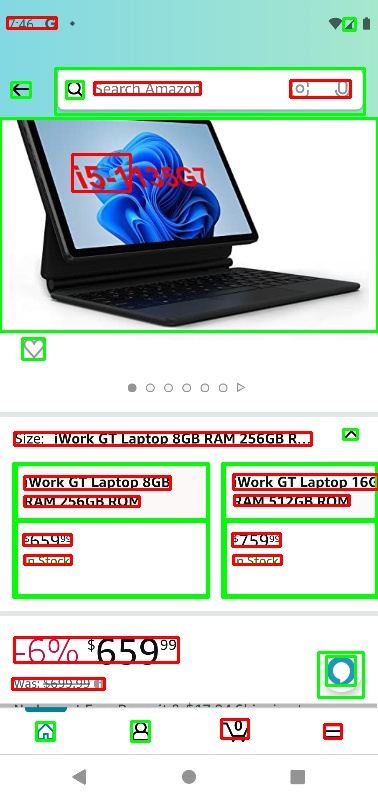 7:46 G
Search Amazon
i5-1135G7
Size: iWork GT Laptop 8GB RAM 256GB R...
iWork GT Laptop 8GB
RAM 256GB ROM
iWork GT Laptop 16G
RAM 512GB ROM
$659.99
In Stock
$759.99
In Stock
-6% $659 99
Was: $699.99
0